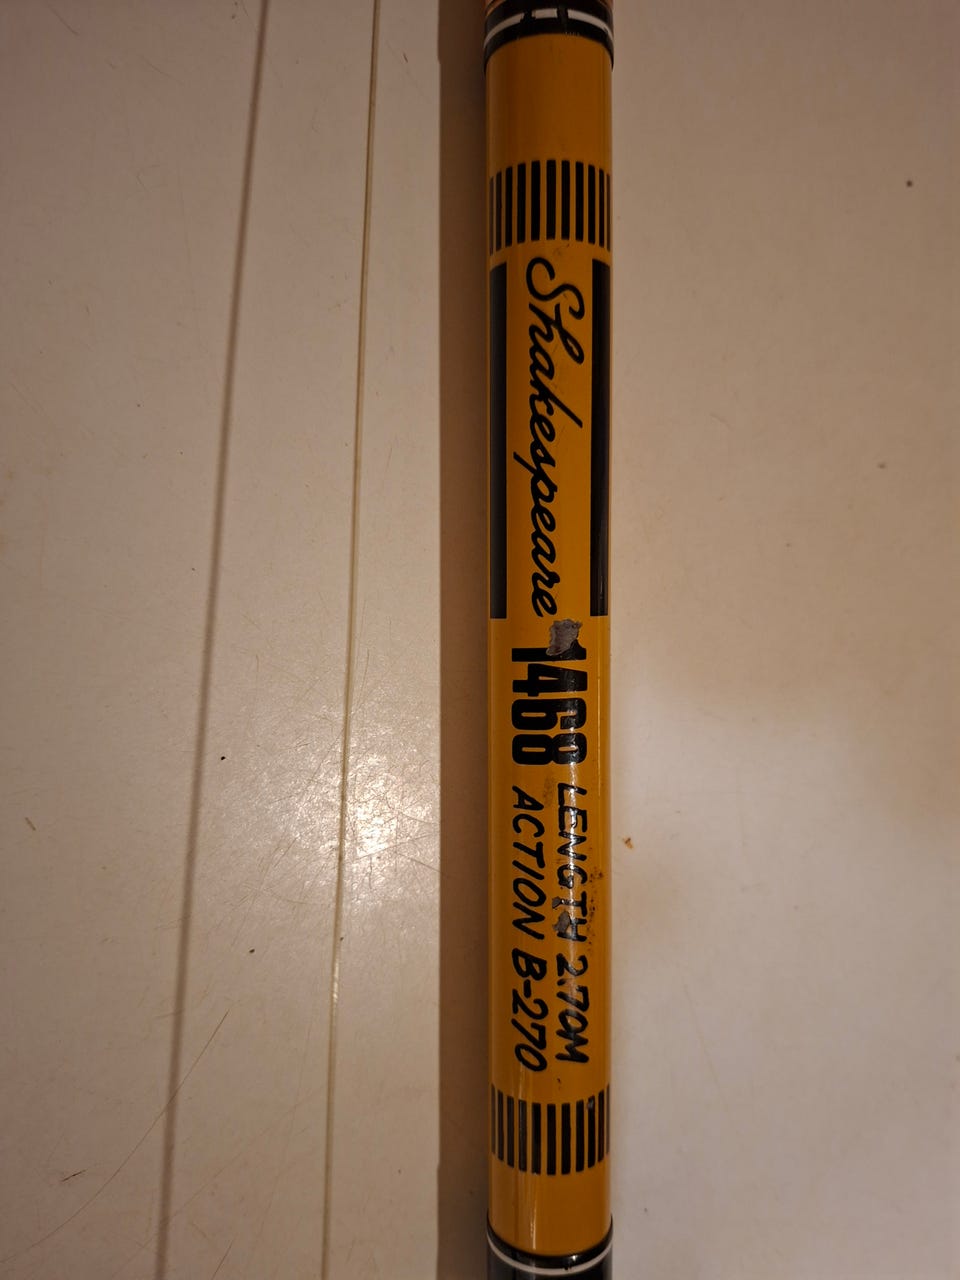 Shakespeare
1468
LENGTH 2.70M
ACTION B-270